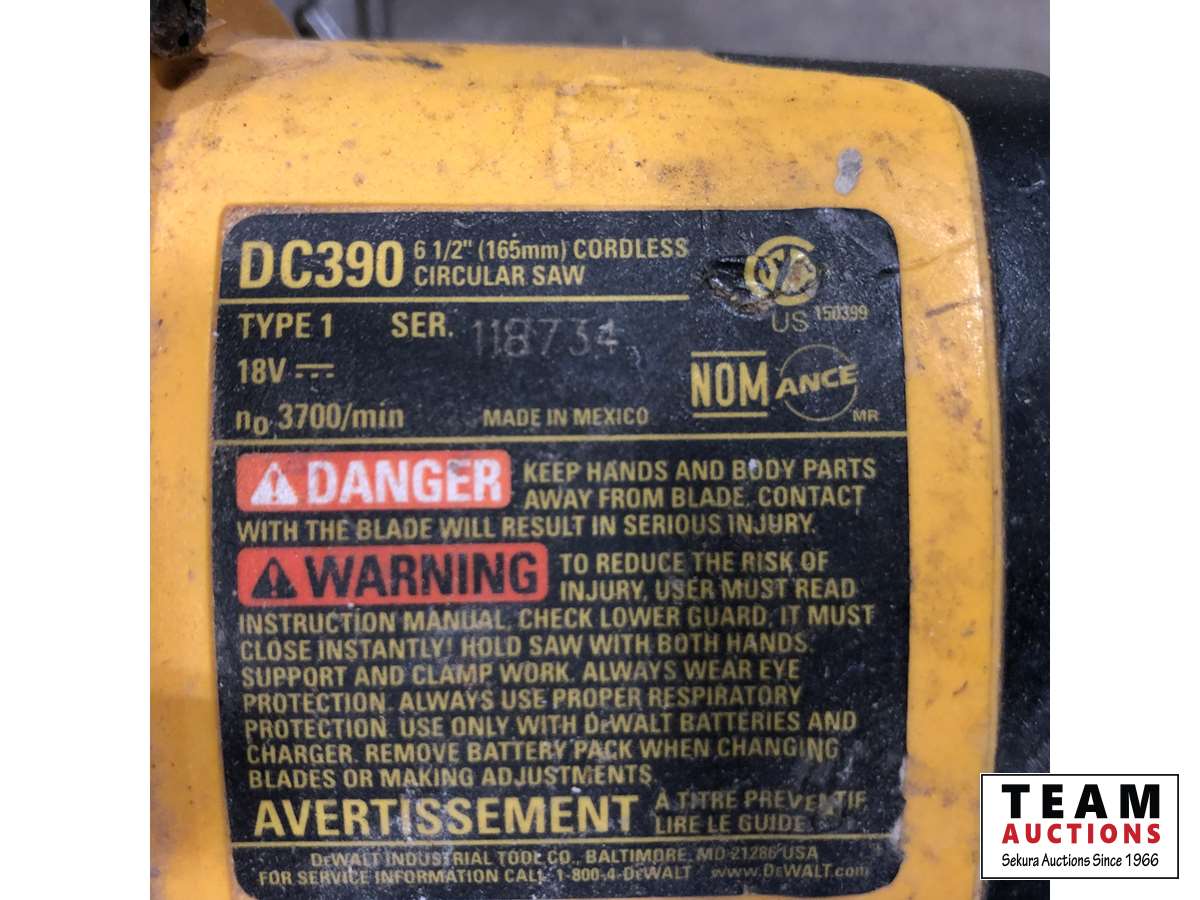 DC390 6 1/2" (165mm) CORDLESS
CIRCULAR SAW
TYPE 1 SER. 118734
US 150399
18V
NOM ANCE
MR
no 3700/min MADE IN MEXICO
DANGER KEEP HANDS AND BODY PARTS
AWAY FROM BLADE. CONTACT
WITH THE BLADE WILL RESULT IN SERIOUS INJURY.
WARNING TO REDUCE THE RISK OF
INJURY, USER MUST READ
INSTRUCTION MANUAL. CHECK LOWER GUARD. IT MUST
CLOSE INSTANTLY! HOLD SAW WITH BOTH HANDS.
SUPPORT AND CLAMP WORK. ALWAYS WEAR EYE
PROTECTION. ALWAYS USE PROPER RESPIRATORY
PROTECTION. USE ONLY WITH DEWALT BATTERIES AND
CHARGER. REMOVE BATTERY PACK WHEN CHANGING
BLADES OR MAKING ADJUSTMENTS.
AVERTISSEMENT À TITRE PRÉVENTIF,
LIRE LE GUIDE.
DEWALT INDUSTRIAL TOOL CO., BALTIMORE, MD 21286 USA
FOR SERVICE INFORMATION CALL 1-800-4-DEWALT www.DEWALT.com
TEAM
AUCTIONS
Sekura Auctions Since 1966